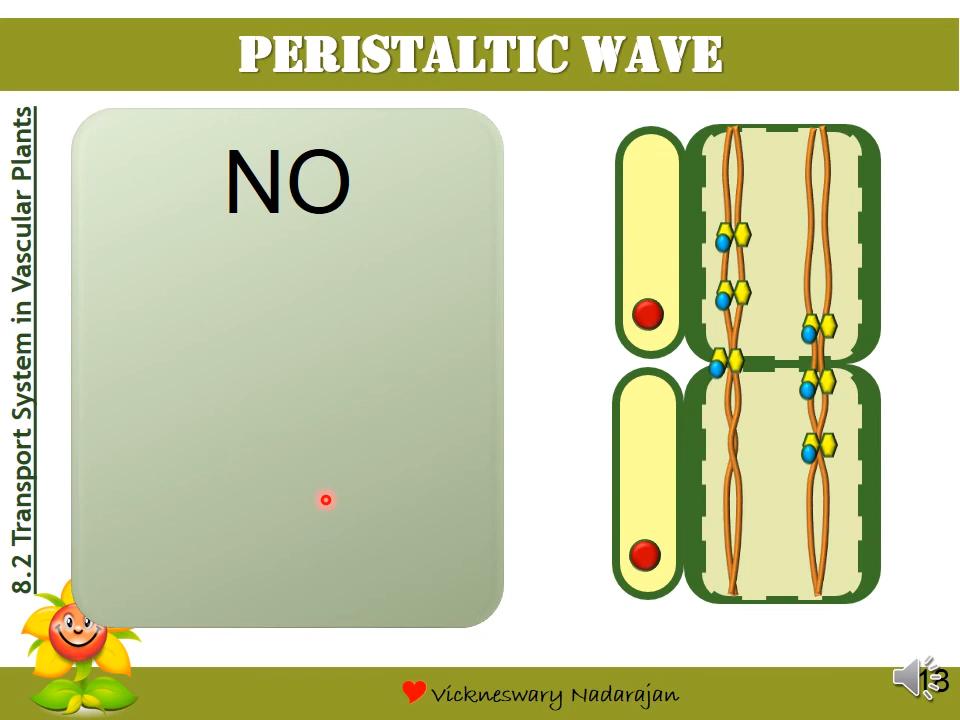 PERISTALTIC WAVE
8.2 Transport System in Vascular Plants
NO
Vickneswary Nadarajan
13